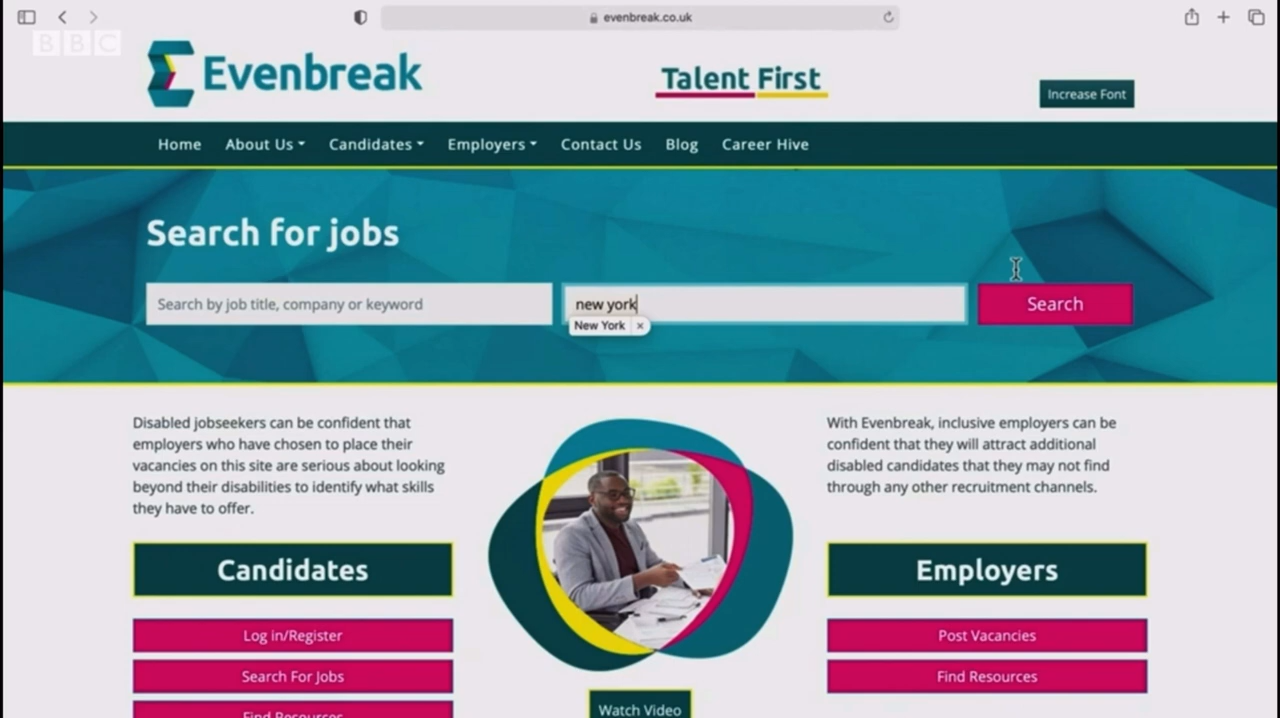 evenbreak.co.uk
BBC
Evenbreak
Talent First
Increase Font
Home About Us Candidates Employers Contact Us Blog Career Hive
Search for jobs
Search by job title, company or keyword
new york
Search
New York
Disabled jobseekers can be confident that
employers who have chosen to place their
vacancies on this site are serious about looking
beyond their disabilities to identify what skills
they have to offer.
With Evenbreak, inclusive employers can be
confident that they will attract additional
disabled candidates that they may not find
through any other recruitment channels.
Candidates
Employers
Log in/Register
Post Vacancies
Search For Jobs
Find Resources
Find Resources
Watch Video